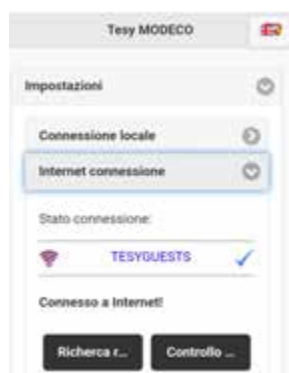 Tesy MODECO
Impostazioni
Connessione locale
Internet connessione
Stato connessione:
TESYGUESTS
Connesso a Internet!
Richerca r... Controllo ...